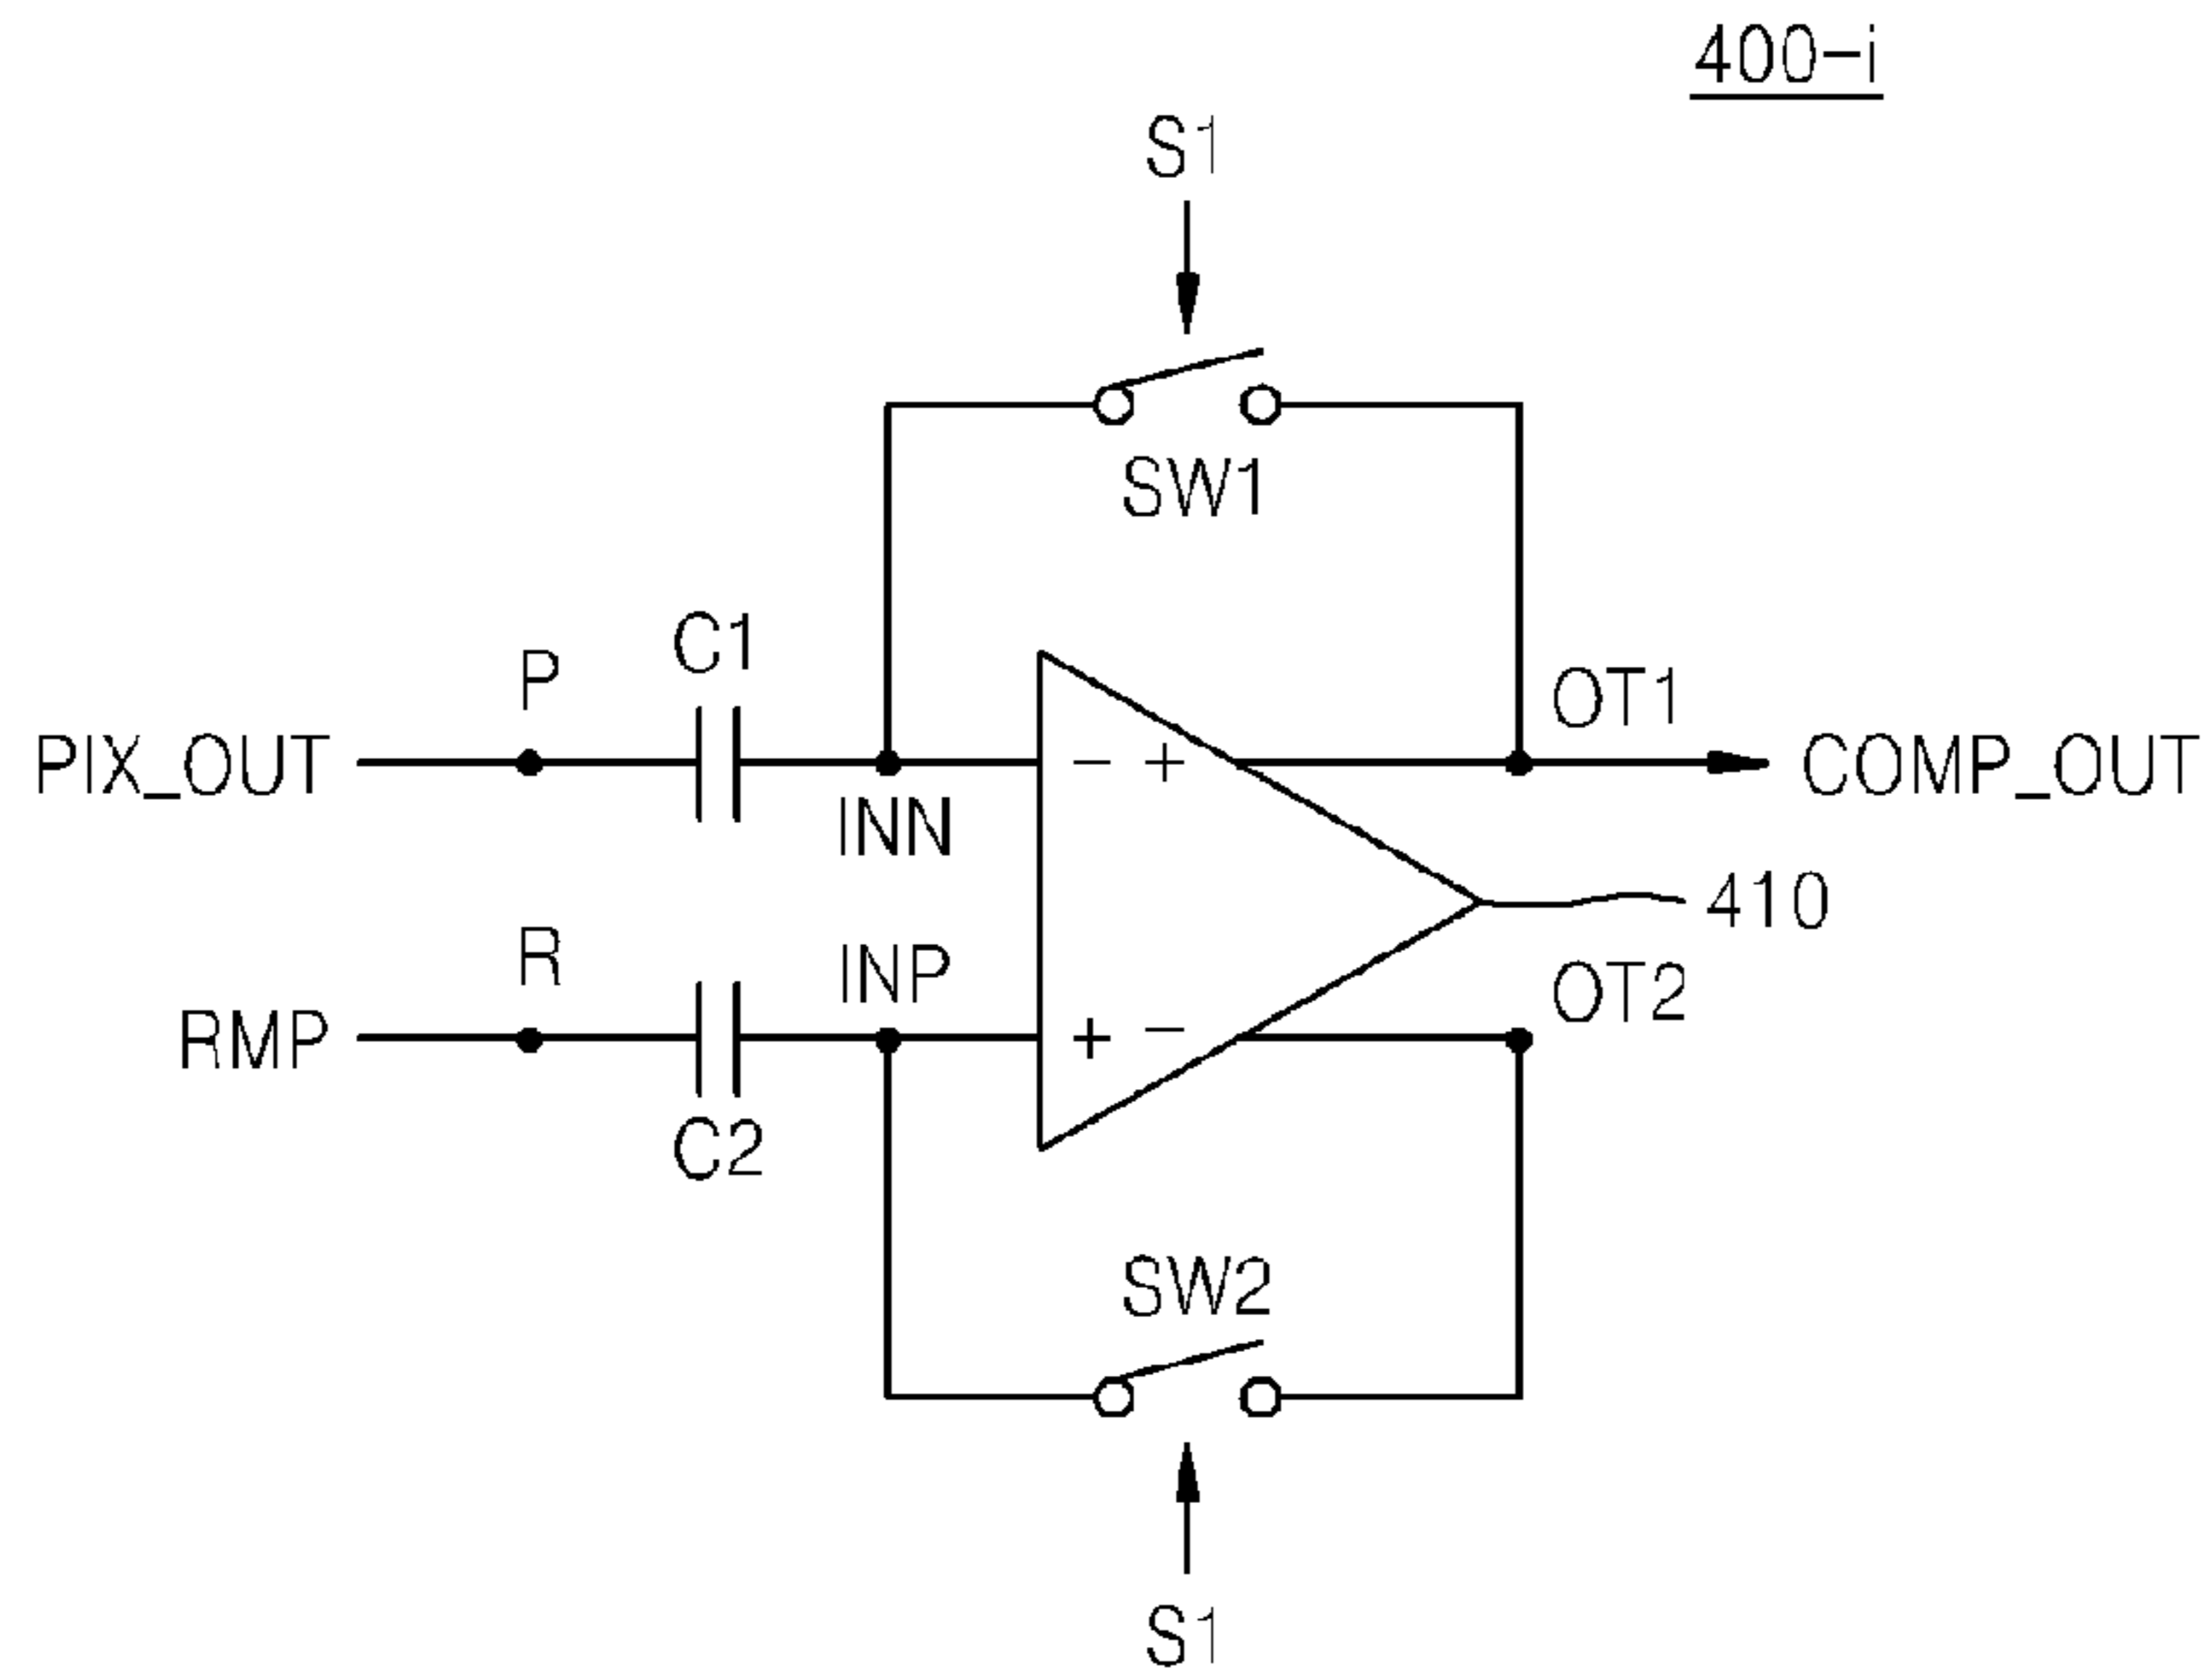 400-i
S1
SW1
C1
P
OT1
PIX_OUT
- +
COMP_OUT
INN
410
R
INP
OT2
RMP
+ -
C2
SW2
S1